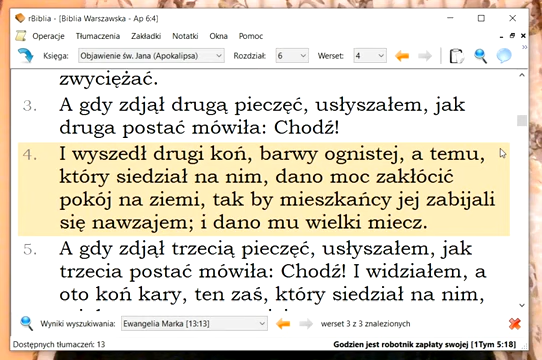 rBiblia - [Biblia Warszawska - Ap 6:4]
Operacje Tłumaczenia Zakładki Notatki Okna Pomoc
Księga: Objawienie św. Jana (Apokalipsa) Rozdział: 6 Werset: 4
zwyciężać.
3. A gdy zdjął drugą pieczęć, usłyszałem, jak
druga postać mówiła: Chodź!
4. I wyszedł drugi koń, barwy ognistej, a temu,
który siedział na nim, dano moc zakłócić
pokój na ziemi, tak by mieszkańcy jej zabijali
się nawzajem; i dano mu wielki miecz.
5. A gdy zdjął trzecią pieczęć, usłyszałem, jak
trzecia postać mówiła: Chodź! I widziałem, a
oto koń kary, ten zaś, który siedział na nim,
Wyniki wyszukiwania: Ewangelia Marka [13:13] werset 3 z 3 znalezionych
Dostępnych tłumaczeń: 13 Godzien jest robotnik zapłaty swojej [1Tym 5:18]